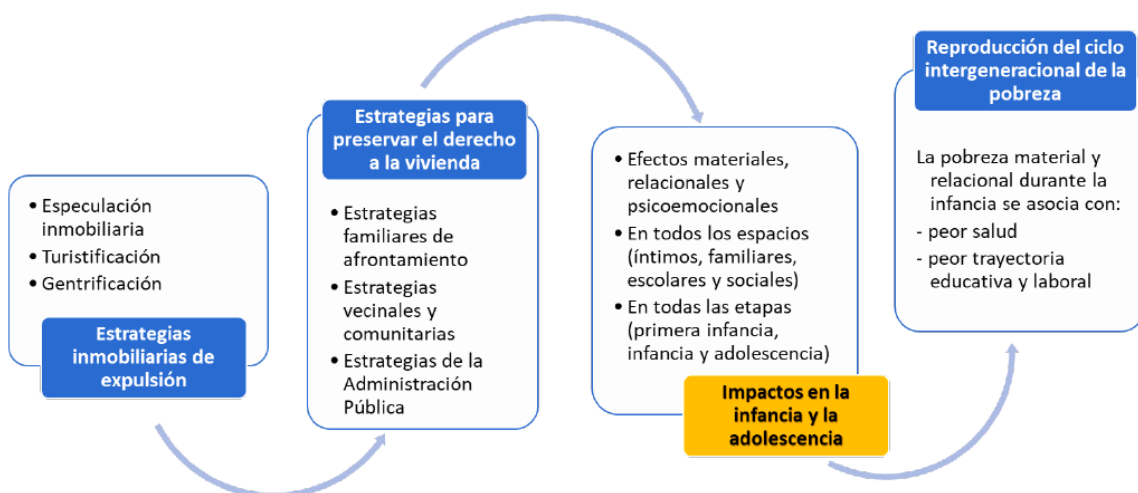 • Especulación
inmobiliaria
• Turistificación
• Gentrificación
Estrategias
inmobiliarias de
expulsión
Estrategias para
preservar el derecho
a la vivienda
• Estrategias
familiares de
afrontamiento
• Estrategias
vecinales y
comunitarias
• Estrategias de la
Administración
Pública
• Efectos materiales,
relacionales y
psicoemocionales
• En todos los espacios
(íntimos, familiares,
escolares y sociales)
• En todas las etapas
(primera infancia,
infancia y adolescencia)
Impactos en la
infancia y la
adolescencia
Reproducción del ciclo
intergeneracional de la
pobreza
La pobreza material y
relacional durante la
infancia se asocia con:
- peor salud
- peor trayectoria
educativa y laboral